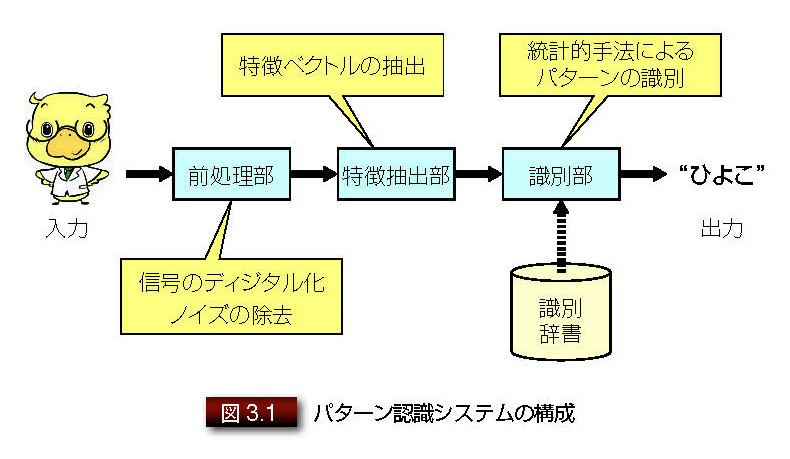 特徴ベクトルの抽出
統計的手法による
パターンの識別
前処理部
特徴抽出部
識別部
“ひよこ”
入力
出力
信号のディジタル化
ノイズの除去
識別
辞書
図3.1 パターン認識システムの構成